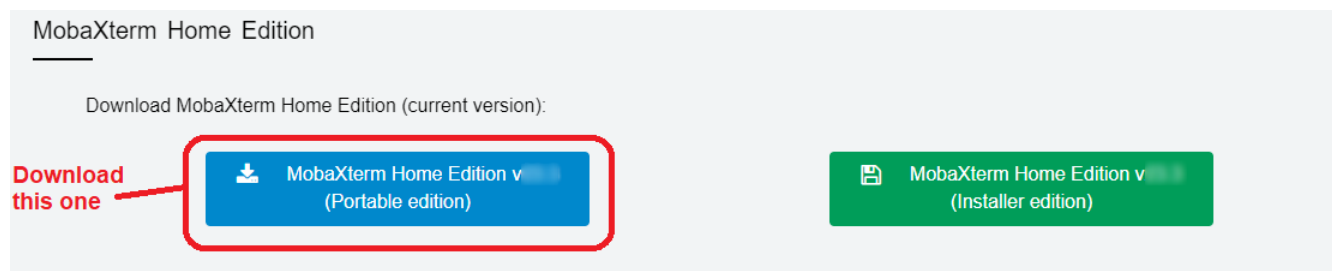 MobaXterm Home Edition
Download MobaXterm Home Edition (current version):
Download
this one
MobaXterm Home Edition v
(Portable edition)
MobaXterm Home Edition v
(Installer edition)